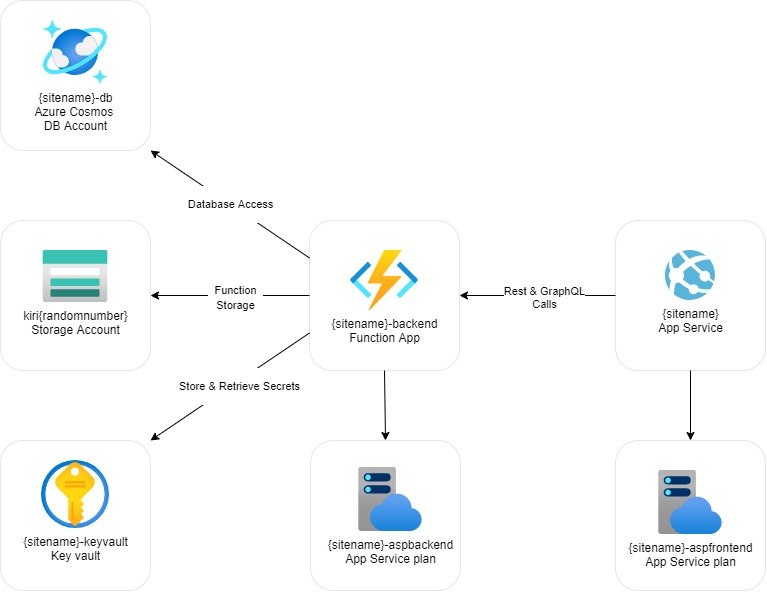 {sitename}-db
Azure Cosmos
DB Account
Database Access
kiri{randomnumber}
Storage Account
Function
Storage
{sitename}-backend
Function App
Rest & GraphQL
Calls
{sitename}
App Service
Store & Retrieve Secrets
{sitename}-keyvault
Key vault
{sitename}-aspbackend
App Service plan
{sitename}-aspfrontend
App Service plan